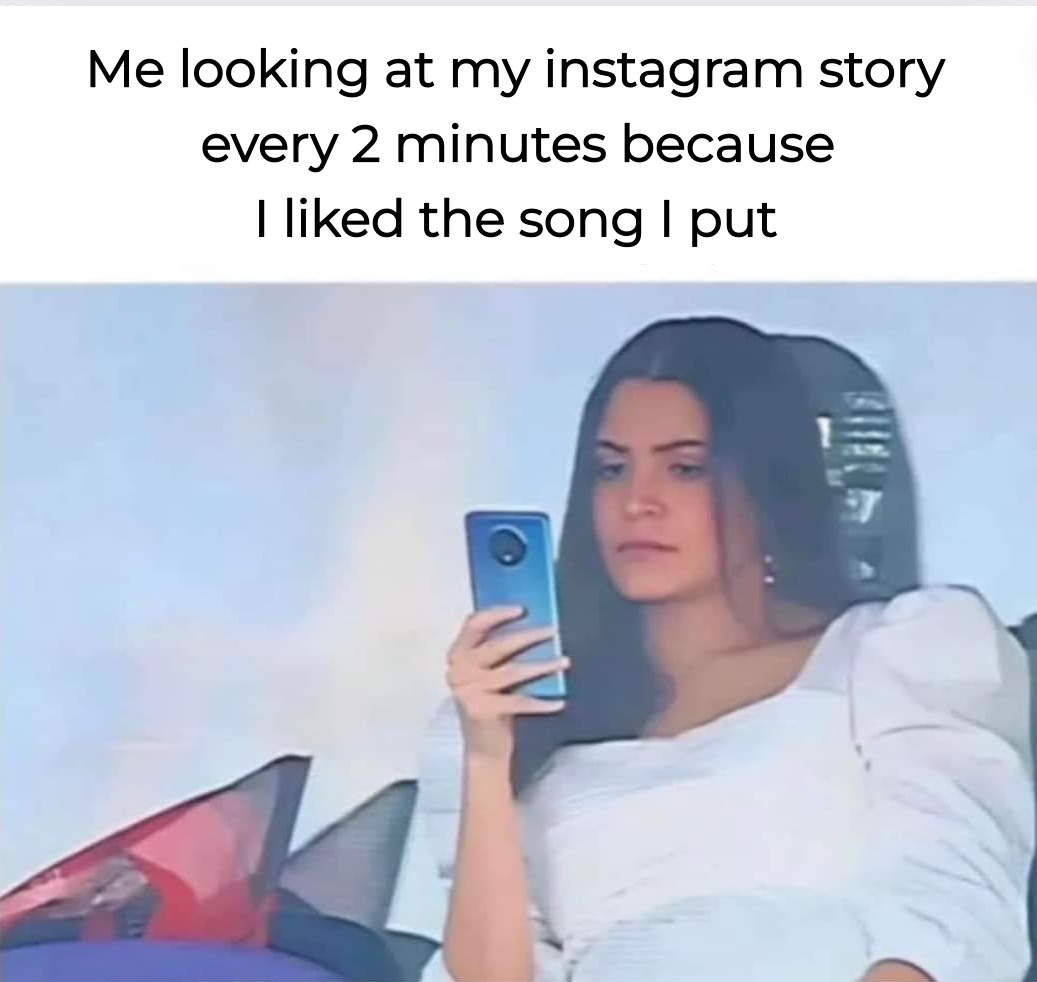 Me looking at my instagram story
every 2 minutes because
I liked the song I put